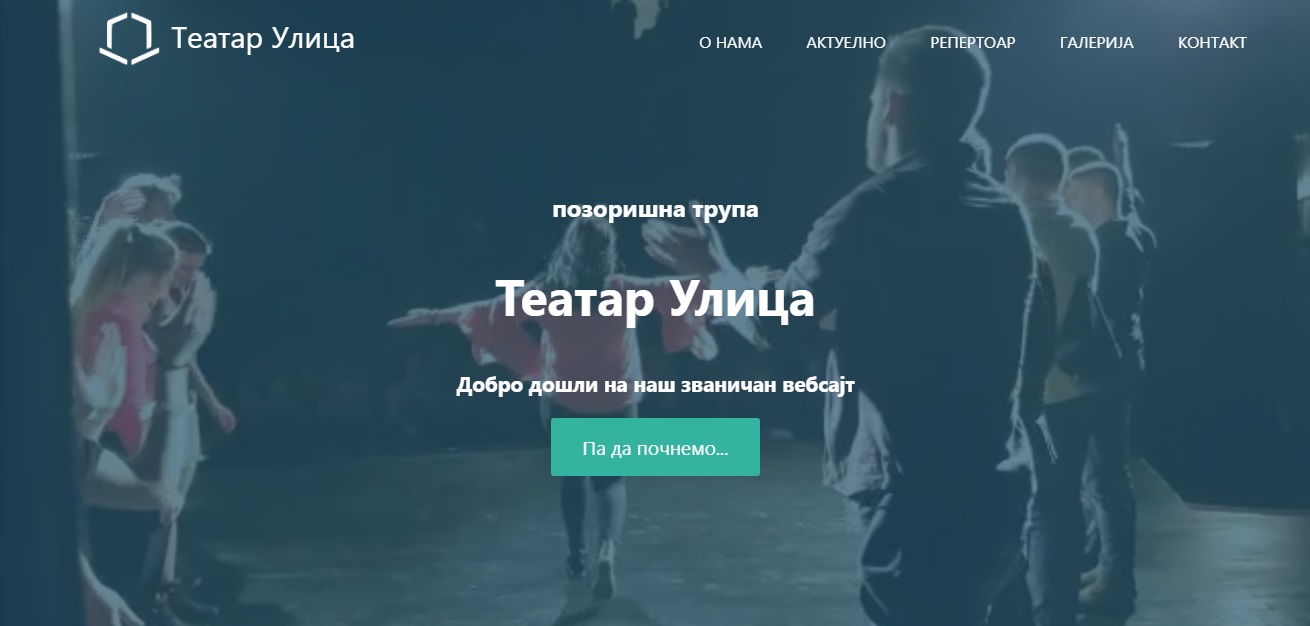 Театар Улица
О НАМА
АКТУЕЛНО
РЕПЕРТОАР
ГАЛЕРИЈА
КОНТАКТ
позоришна трупа
Театар Улица
Добро дошли на наш званичан вебсајт
Па да почнемо...